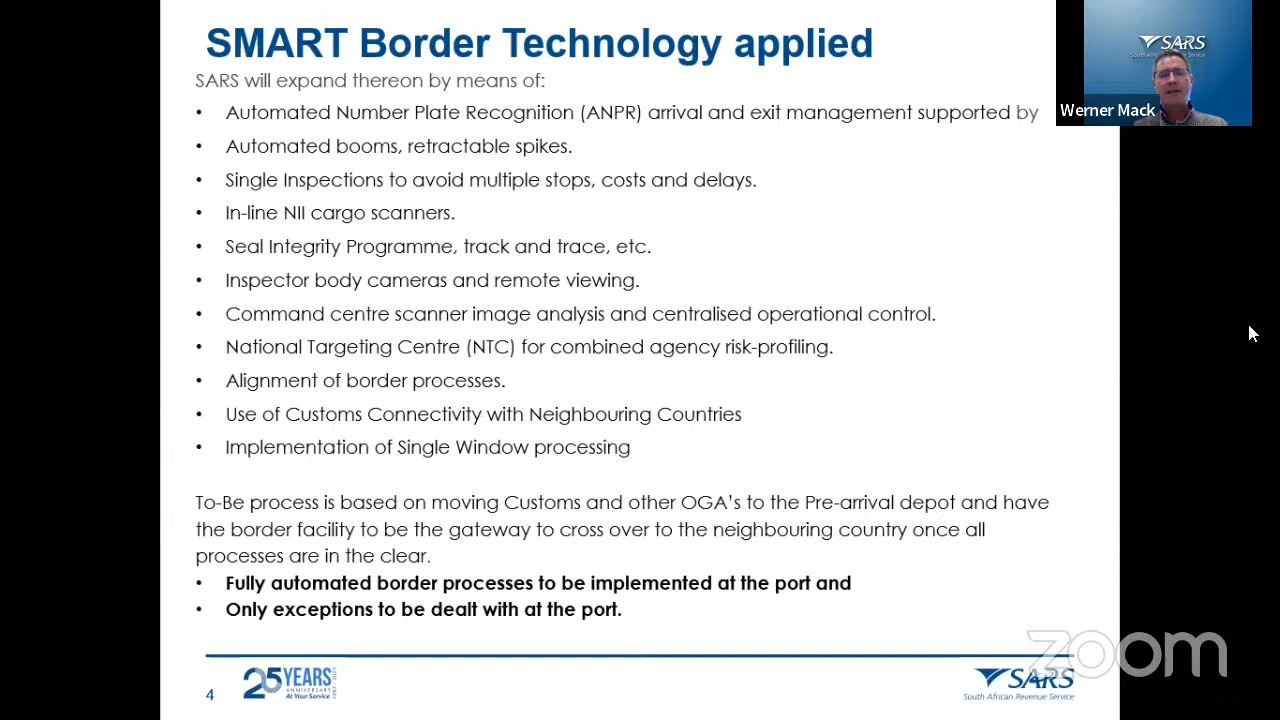 SMART Border Technology applied
SARS will expand thereon by means of:
• Automated Number Plate Recognition (ANPR) arrival and exit management supported by
• Automated booms, retractable spikes.
• Single Inspections to avoid multiple stops, costs and delays.
• In-line NII cargo scanners.
• Seal Integrity Programme, track and trace, etc.
• Inspector body cameras and remote viewing.
• Command centre scanner image analysis and centralised operational control.
• National Targeting Centre (NTC) for combined agency risk-profiling.
• Alignment of border processes.
• Use of Customs Connectivity with Neighbouring Countries
• Implementation of Single Window processing
To-Be process is based on moving Customs and other OGA's to the Pre-arrival depot and have
the border facility to be the gateway to cross over to the neighbouring country once all
processes are in the clear.
• Fully automated border processes to be implemented at the port and
• Only exceptions to be dealt with at the port.
4
25 YEARS
ANNIVERSARY
At Your Service
SARS
South African Revenue Service
zoom
SARS
South African Revenue Service
Werner Mack